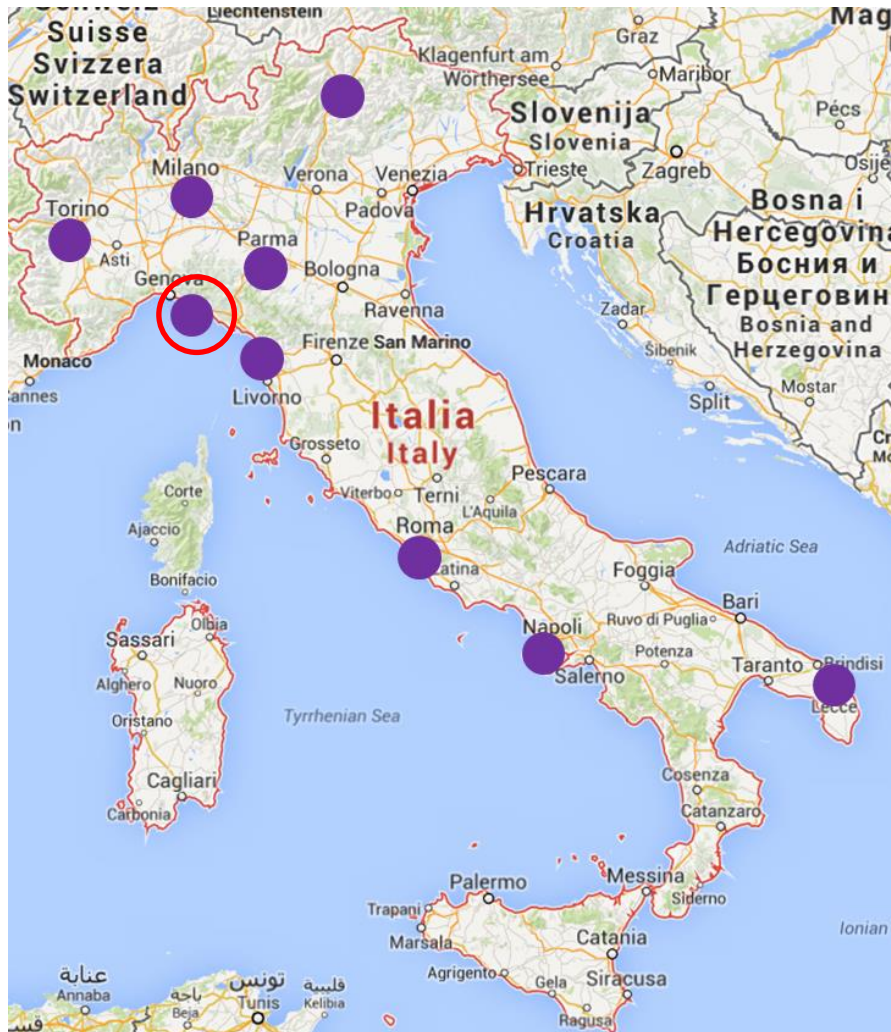 Liechtenstein
Suisse
Svizzera
Switzerland
Graz
Klagenfurt am
Wörthersee
Maribor
Slovenija
Slovenia
Pécs
Milano
Verona
Venezia
Padova
Trieste
Zagreb
Torino
Asti
Parma
Hrvatska
Croatia
Bosna i
Hercegovina
Босния и
Bosnia and
Herzegovina
Genova
Bologna
Ravenna
Zadar
Firenze
San Marino
Monaco
Livorno
Šibenik
Split
Mostar
Italia
Italy
Grosseto
Viterbo
Terni
Pescara
L'Aquila
Corte
Ajaccio
Bonifacio
Roma
Latina
Adriatic Sea
Foggia
Bari
Olbia
Sassari
Alghero
Nuoro
Oristano
Napoli
Salerno
Ruvo di Puglia
Potenza
Taranto
Brindisi
Lecce
Tyrrhenian Sea
Cagliari
Carbonia
Cosenza
Catanzaro
Palermo
Messina
Siderno
Trapani
Marsala
Catania
Ionian
Agrigento
Gela
Siracusa
Ragusa
عنابة
Annaba
باجة
Beja
تونس
Tunis
قليبية
Kelibia